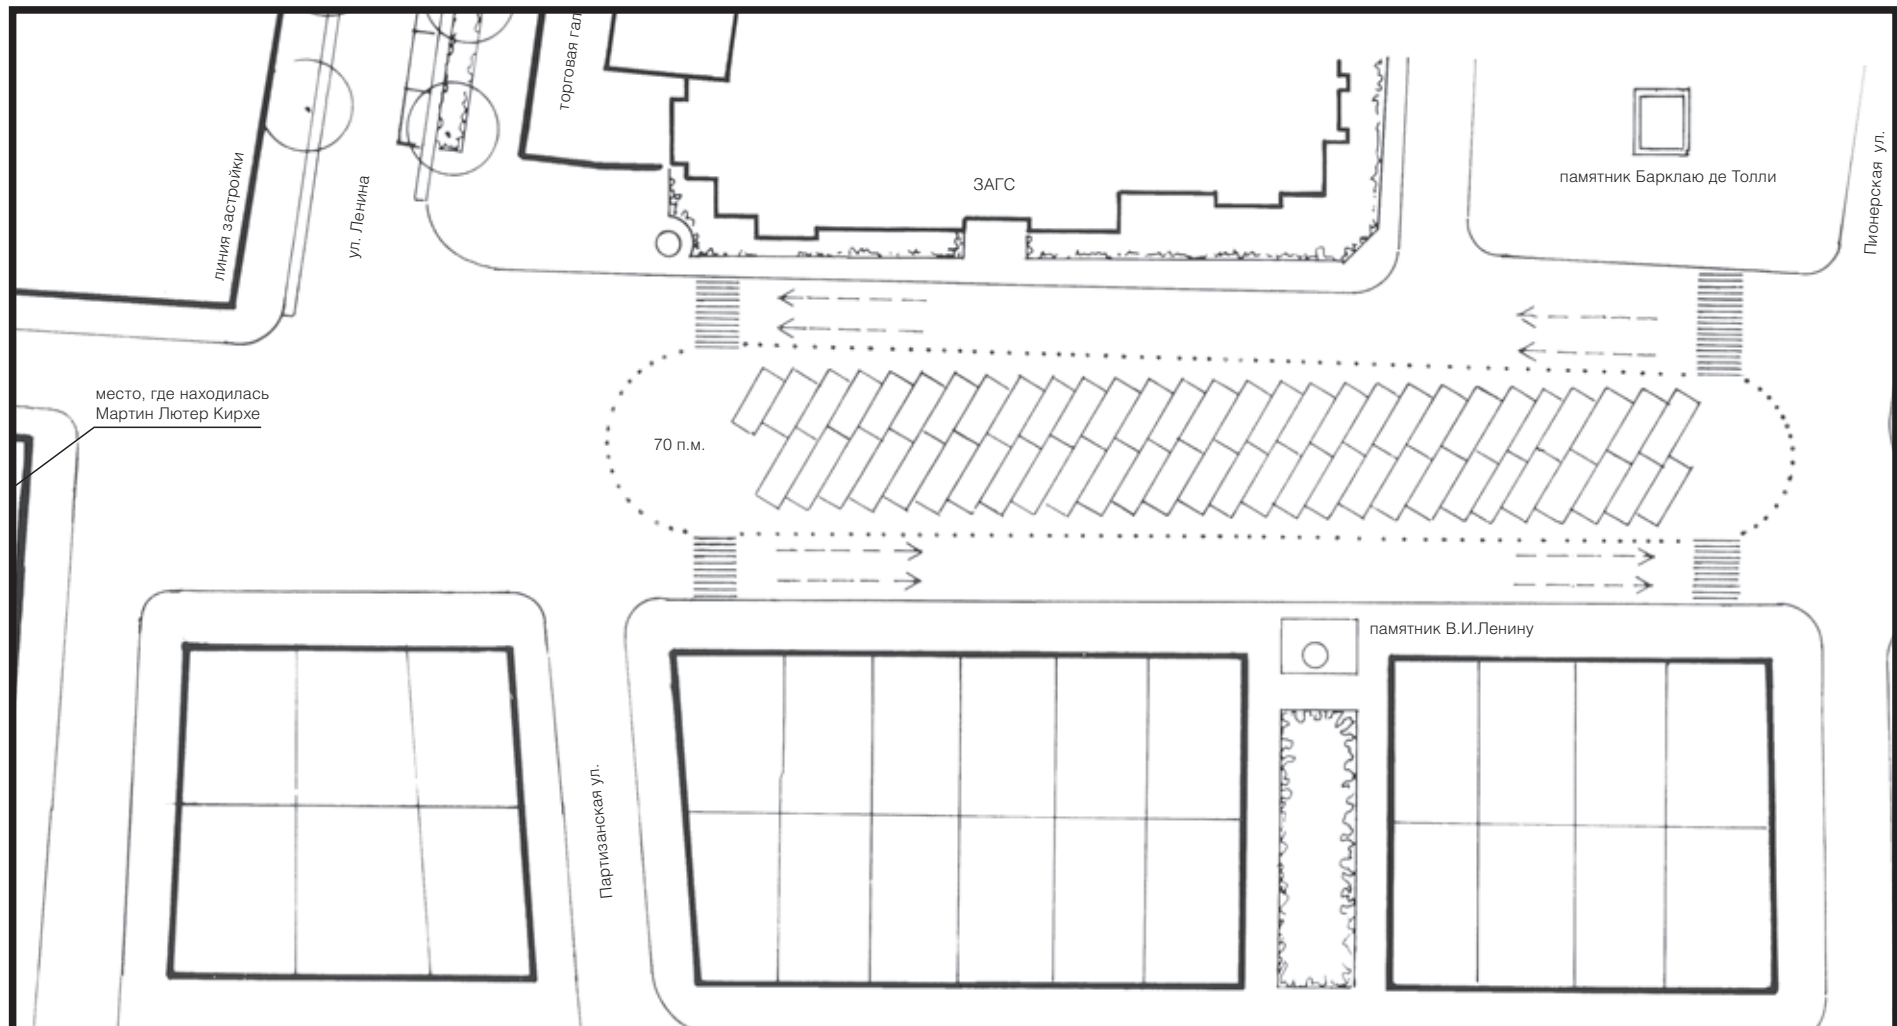 торговая гал
линия застройки
ул. Ленина
ЗАГС
памятник Барклаю де Толли
Пионерская ул.
место, где находилась
Мартин Лютер Кирхе
70 п.м.
памятник В.И.Ленину
Партизанская ул.